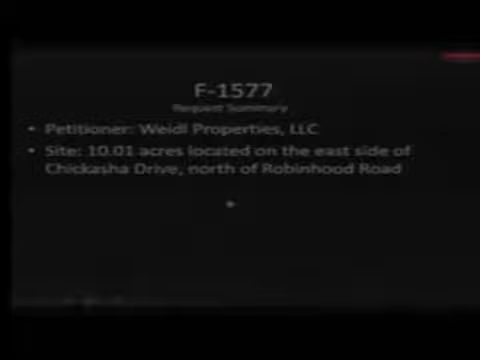 F-1577
Request Summary
• Petitioner: Weidl Properties, LLC
• Site: 10.01 acres located on the east side of
Chickasha Drive, north of Robinhood Road